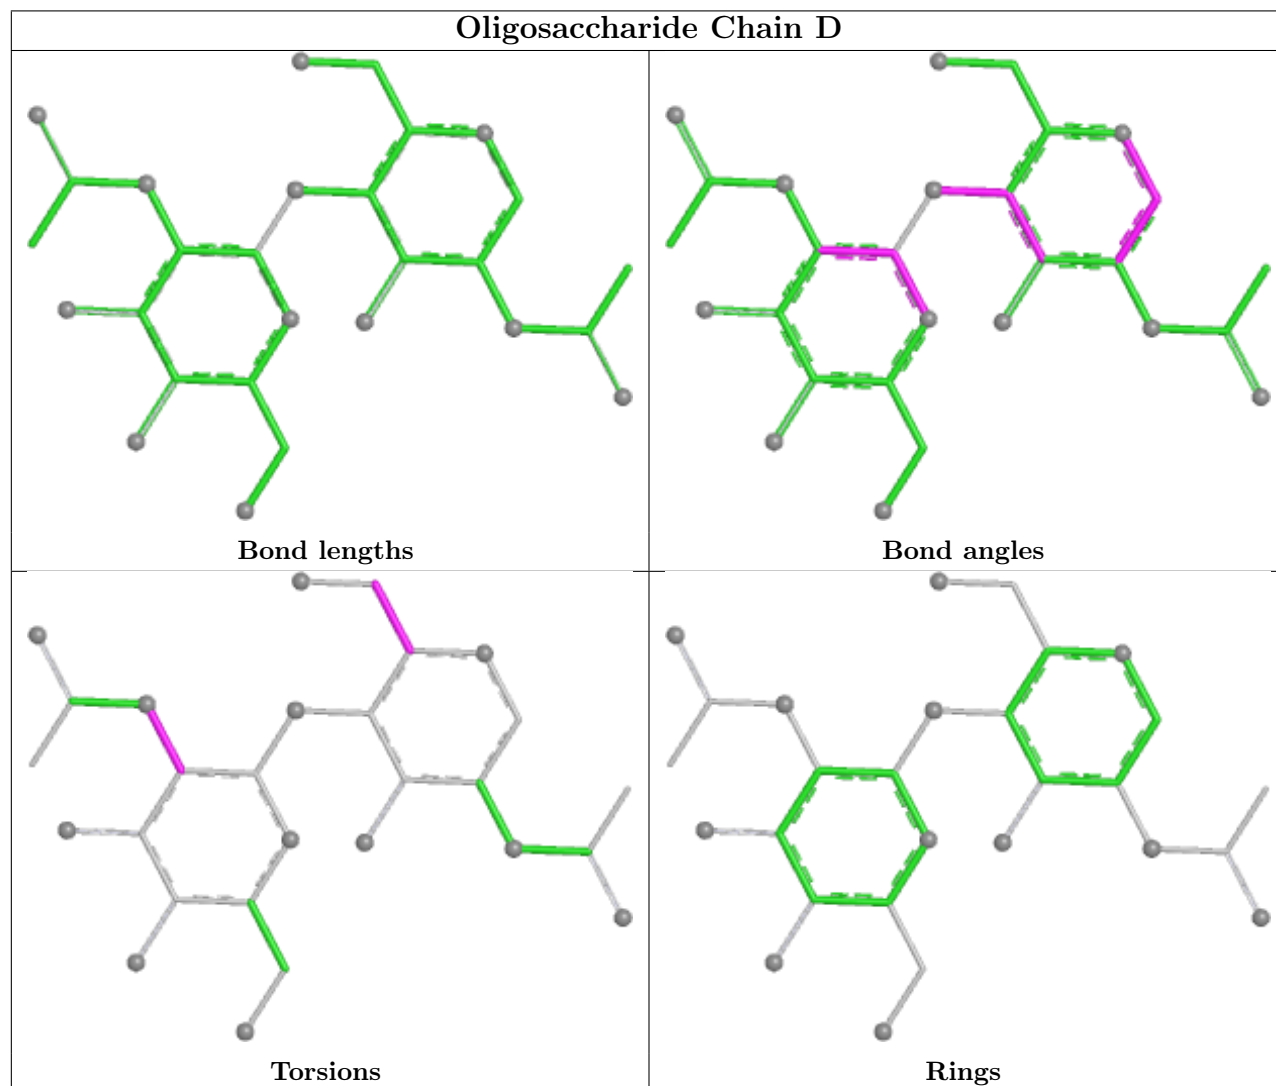 Oligosaccharide Chain D
Bond lengths
Bond angles
Torsions
Rings